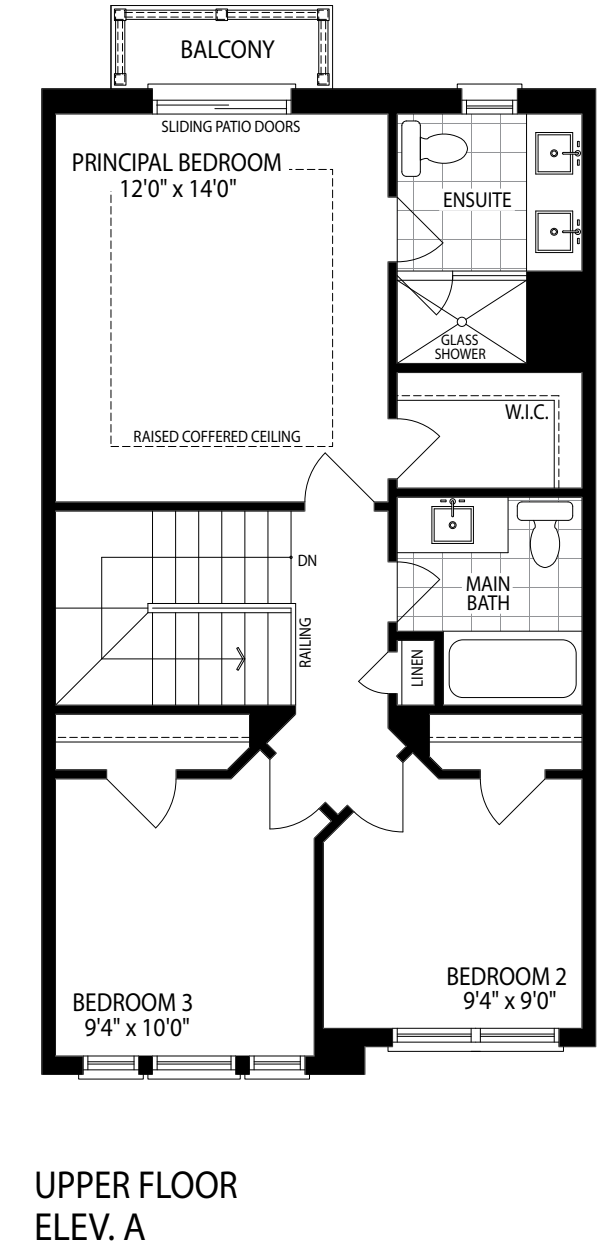 BALCONY
SLIDING PATIO DOORS
PRINCIPAL BEDROOM
12'0" x 14'0"
ENSUITE
GLASS
SHOWER
RAISED COFFERED CEILING
W.I.C.
DN
MAIN
BATH
RAILING
LINEN
BEDROOM 2
9'4" x 9'0"
BEDROOM 3
9'4" x 10'0"
UPPER FLOOR
ELEV. A